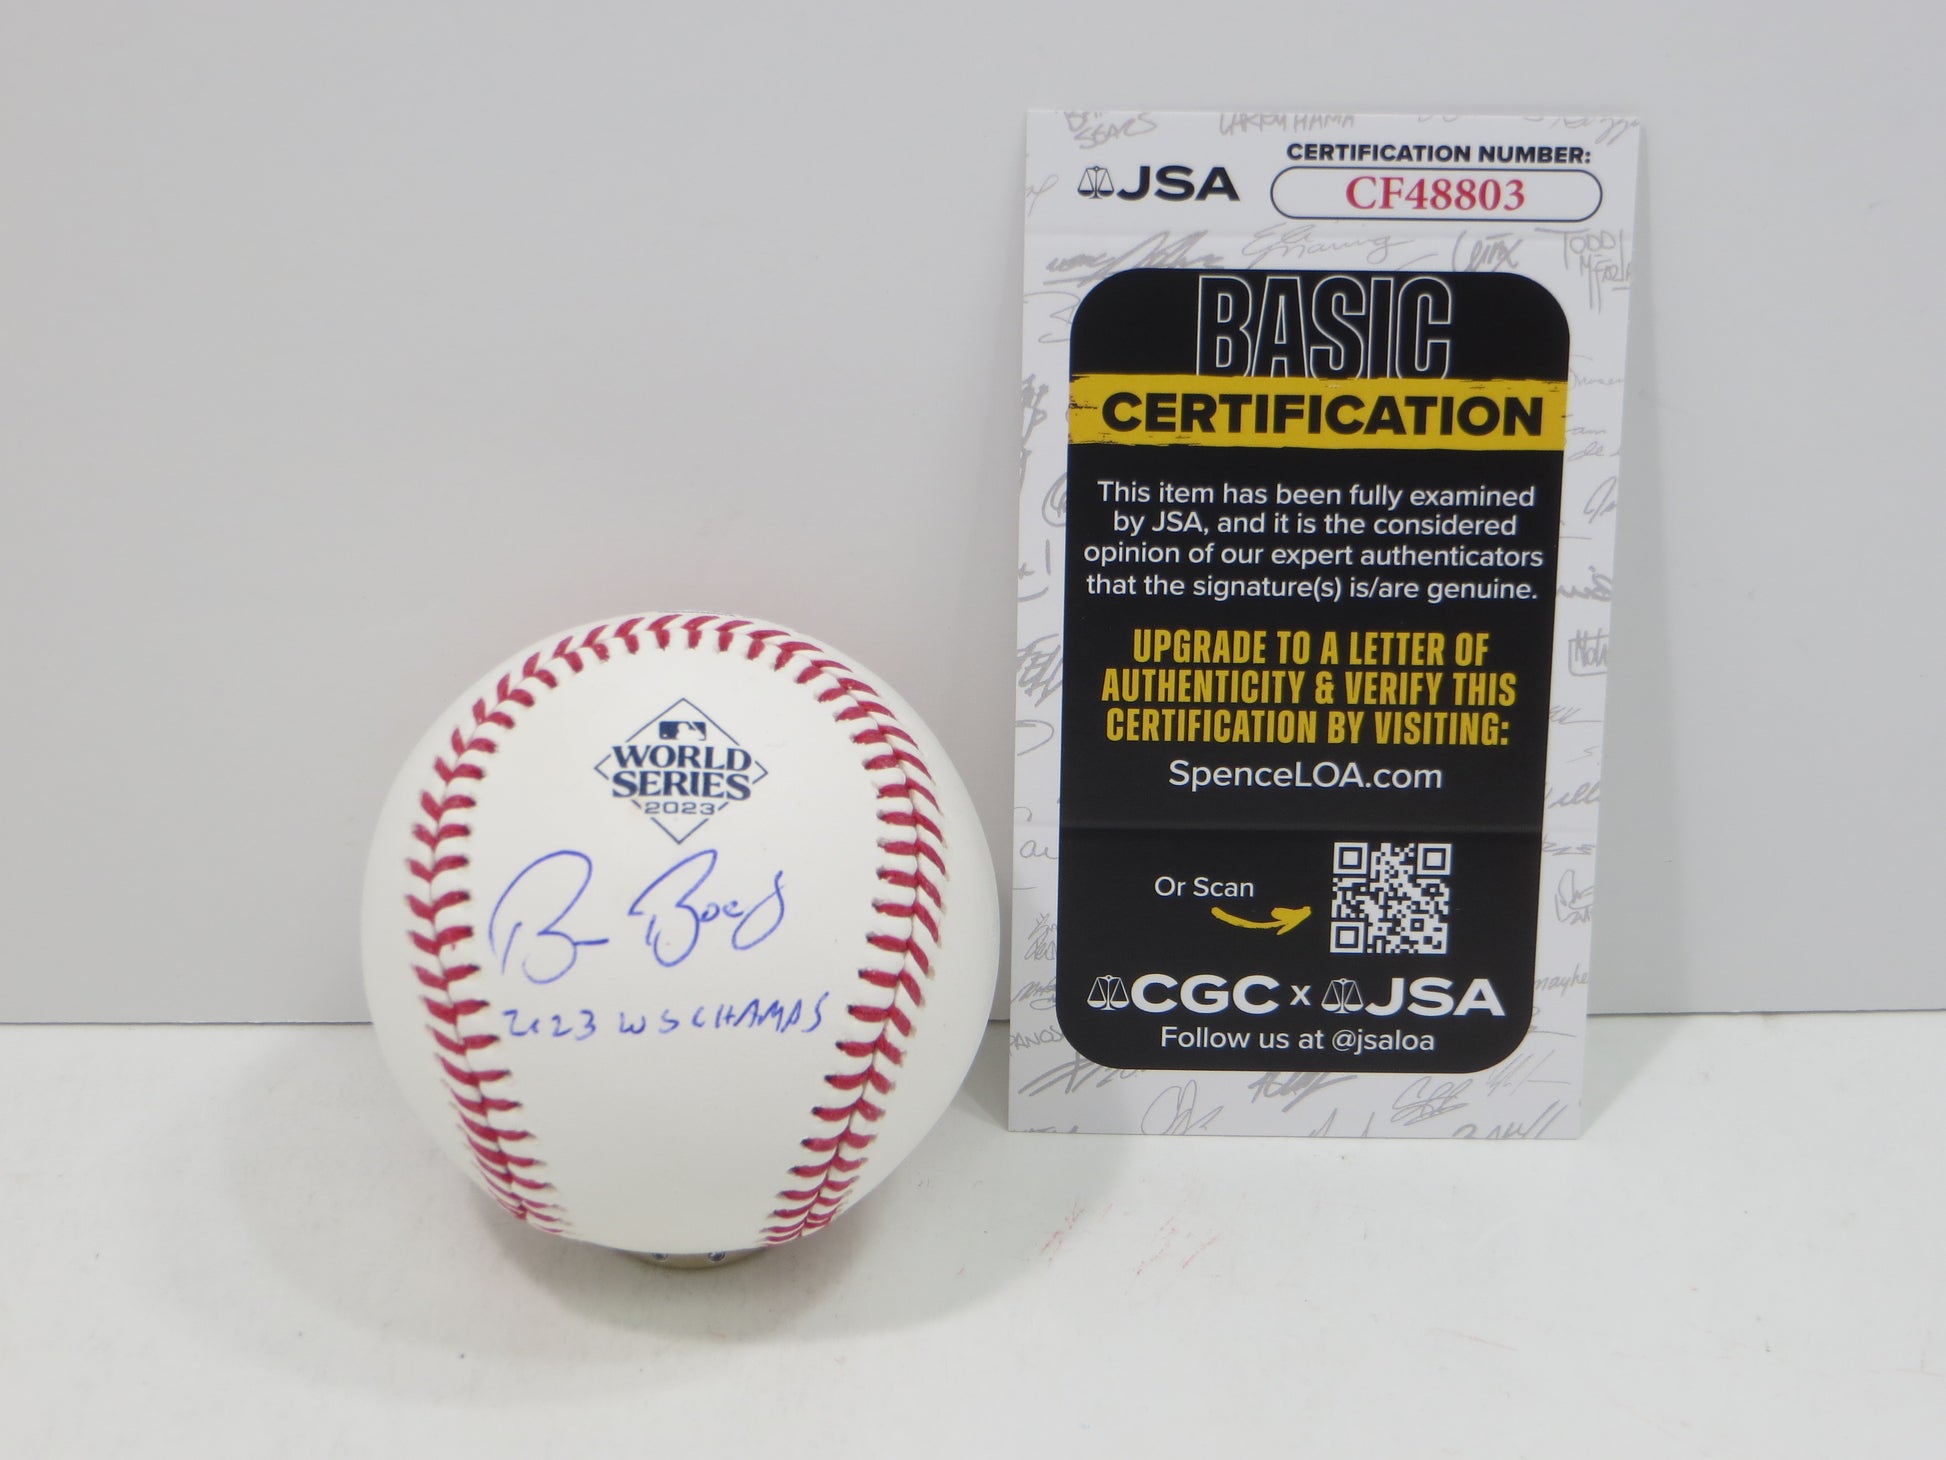 WORLD
SERIES
2023
2023 WS CHAMPS
JSA
CERTIFICATION NUMBER:
CF48803
BASIC
CERTIFICATION
This item has been fully examined
by JSA, and it is the considered
opinion of our expert authenticators
that the signature(s) is/are genuine.
UPGRADE TO A LETTER OF
AUTHENTICITY & VERIFY THIS
CERTIFICATION BY VISITING:
SpenceLOA.com
Or Scan
CGC x JSA
Follow us at @jsaloa